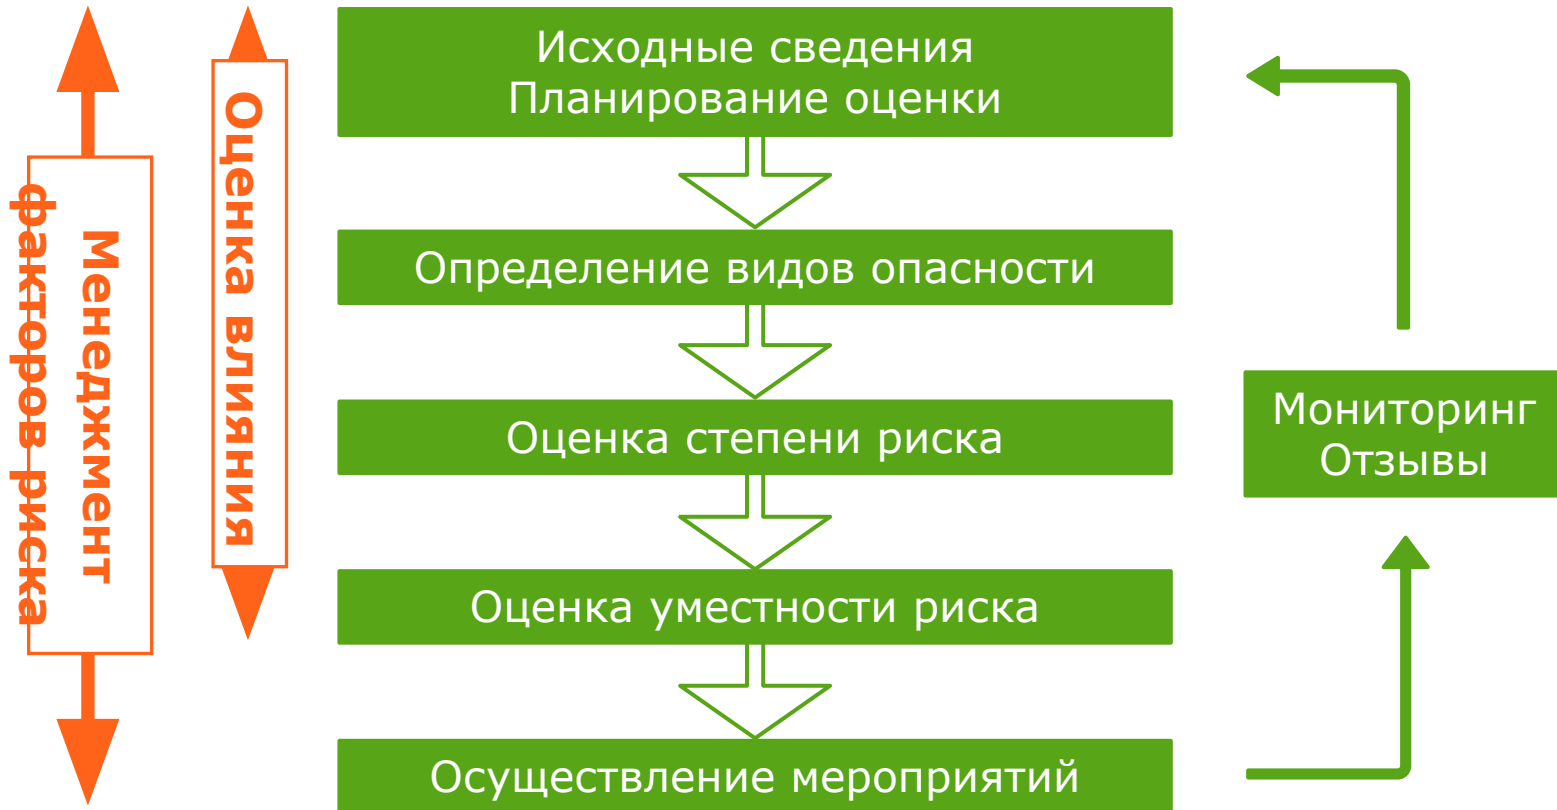 Менеджмент
факторов риска
Оценка влияния
Исходные сведения
Планирование оценки
Определение видов опасности
Оценка степени риска
Оценка уместности риска
Осуществление мероприятий
Мониторинг
Отзывы